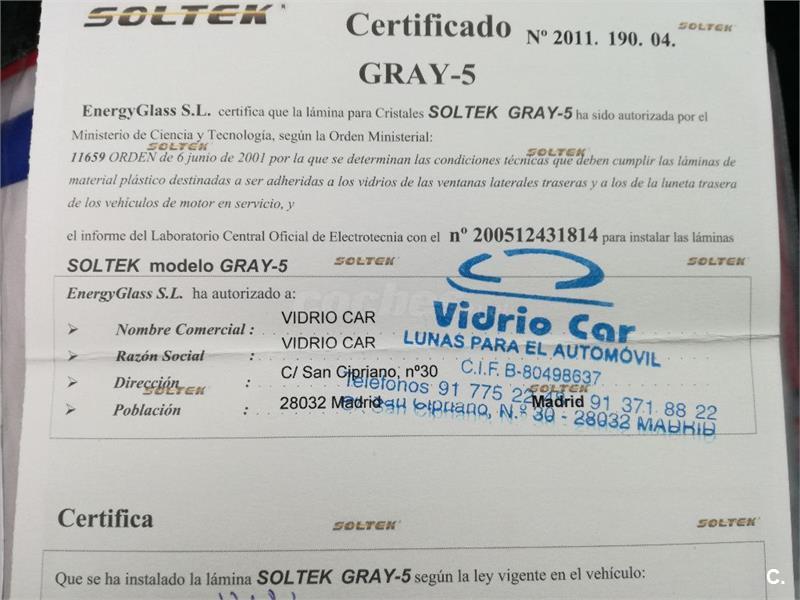 SOLTEK
Certificado Nº 2011. 190. 04.
SOLTEK
GRAY-5
EnergyGlass S.L. certifica que la lámina para Cristales SOLTEK GRAY-5 ha sido autorizada por el
Ministerio de Ciencia y Tecnología, según la Orden Ministerial:
SOLTEK
SOLTEK
11659 ORDEN de 6 junio de 2001 por la que se determinan las condiciones técnicas que deben cumplir las láminas de
material plástico destinadas a ser adheridas a los vidrios de las ventanas laterales traseras y a los de la luneta trasera
de los vehículos de motor en servicio, y
el informe del Laboratorio Central Oficial de Electrotecnia con el nº 200512431814 para instalar las láminas
SOLTEK modelo GRAY-5
SOLTEK
SOLTEK
EnergyGlass S.L. ha autorizado a:
coches
Nombre Comercial : VIDRIO CAR
Razón Social : VIDRIO CAR
Dirección : C/ San Cipriano, nº30
SOLTEK
SOLTEK
Población : 28032 Madrid Madrid
Vidrio Car
LUNAS PARA EL AUTOMÓVIL
C.I.F. B-80498637
Teléfonos 91 775 22 91 371 88 22
San Cipriano, N.º 30 - 28032 MADRID
Certifica
SOLTEK
SOLTEK
Que se ha instalado la lámina SOLTEK GRAY-5 según la ley vigente en el vehículo:
C.